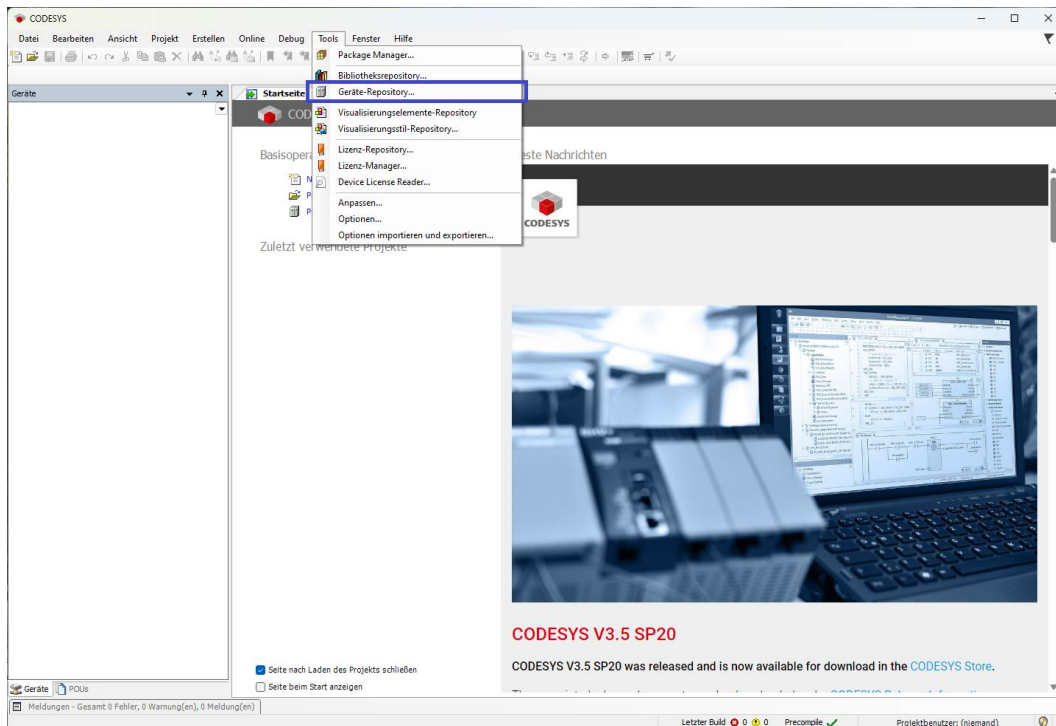 CODESYS
Datei Bearbeiten Ansicht Projekt Erstellen Online Debug Tools Fenster Hilfe
Package Manager...
Bibliotheksrepository...
Geräte-Repository...
Visualisierungselemente-Repository
Visualisierungsstil-Repository...
Lizenz-Repository...
Lizenz-Manager...
Device License Reader...
Anpassen...
Optionen...
Optionen importieren und exportieren...
Geräte
Startseite
COD
Basisopera
este Nachrichten
N
P
P
CODESYS
Zuletzt verwendete Projekte
CODESYS V3.5 SP20
CODESYS V3.5 SP20 was released and is now available for download in the CODESYS Store.
Seite nach Laden des Projekts schließen
Seite beim Start anzeigen
Geräte POUs
Meldungen - Gesamt 0 Fehler, 0 Warnung(en), 0 Meldung(en)
Letzter Build 0 0 Precompile Projektbenutzer: (niemand)